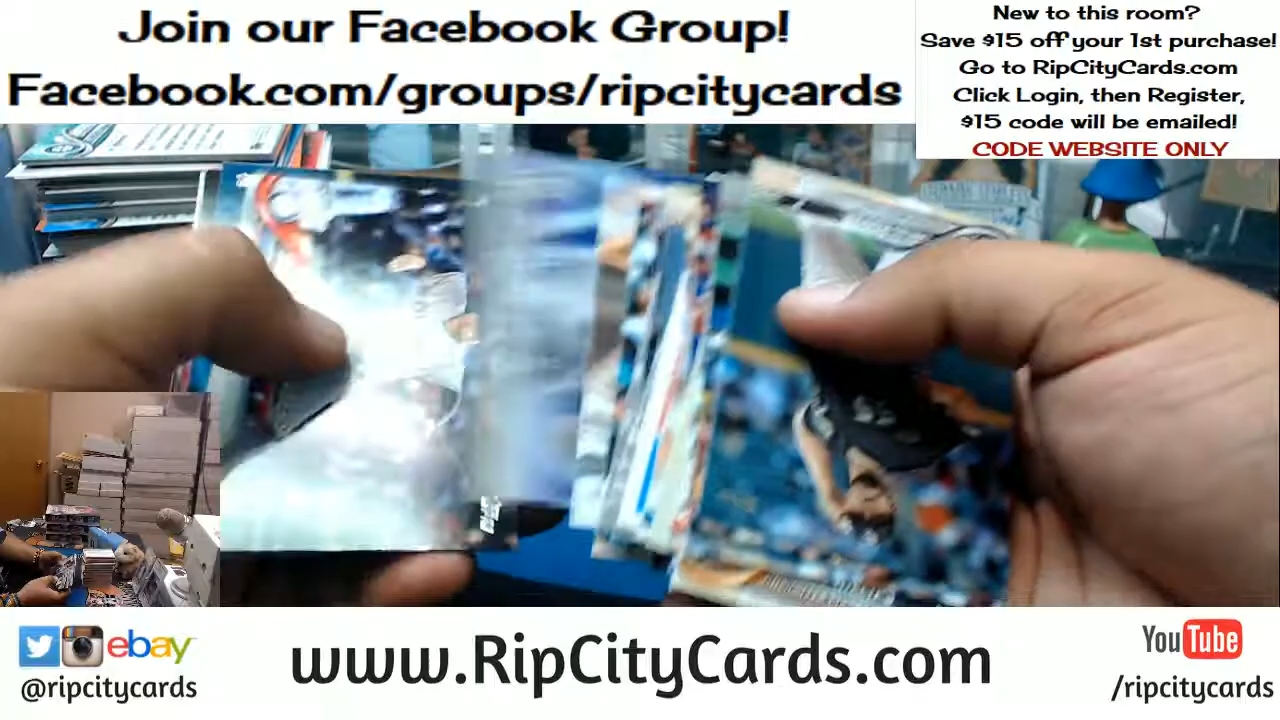 Join our Facebook Group!
Facebook.com/groups/ripcitycards
New to this room?
Save $15 off your 1st purchase!
Go to RipCityCards.com
Click Login, then Register,
$15 code will be emailed!
CODE WEBSITE ONLY
ebay
@ripcitycards
www.RipCityCards.com
YouTube
/ripcitycards